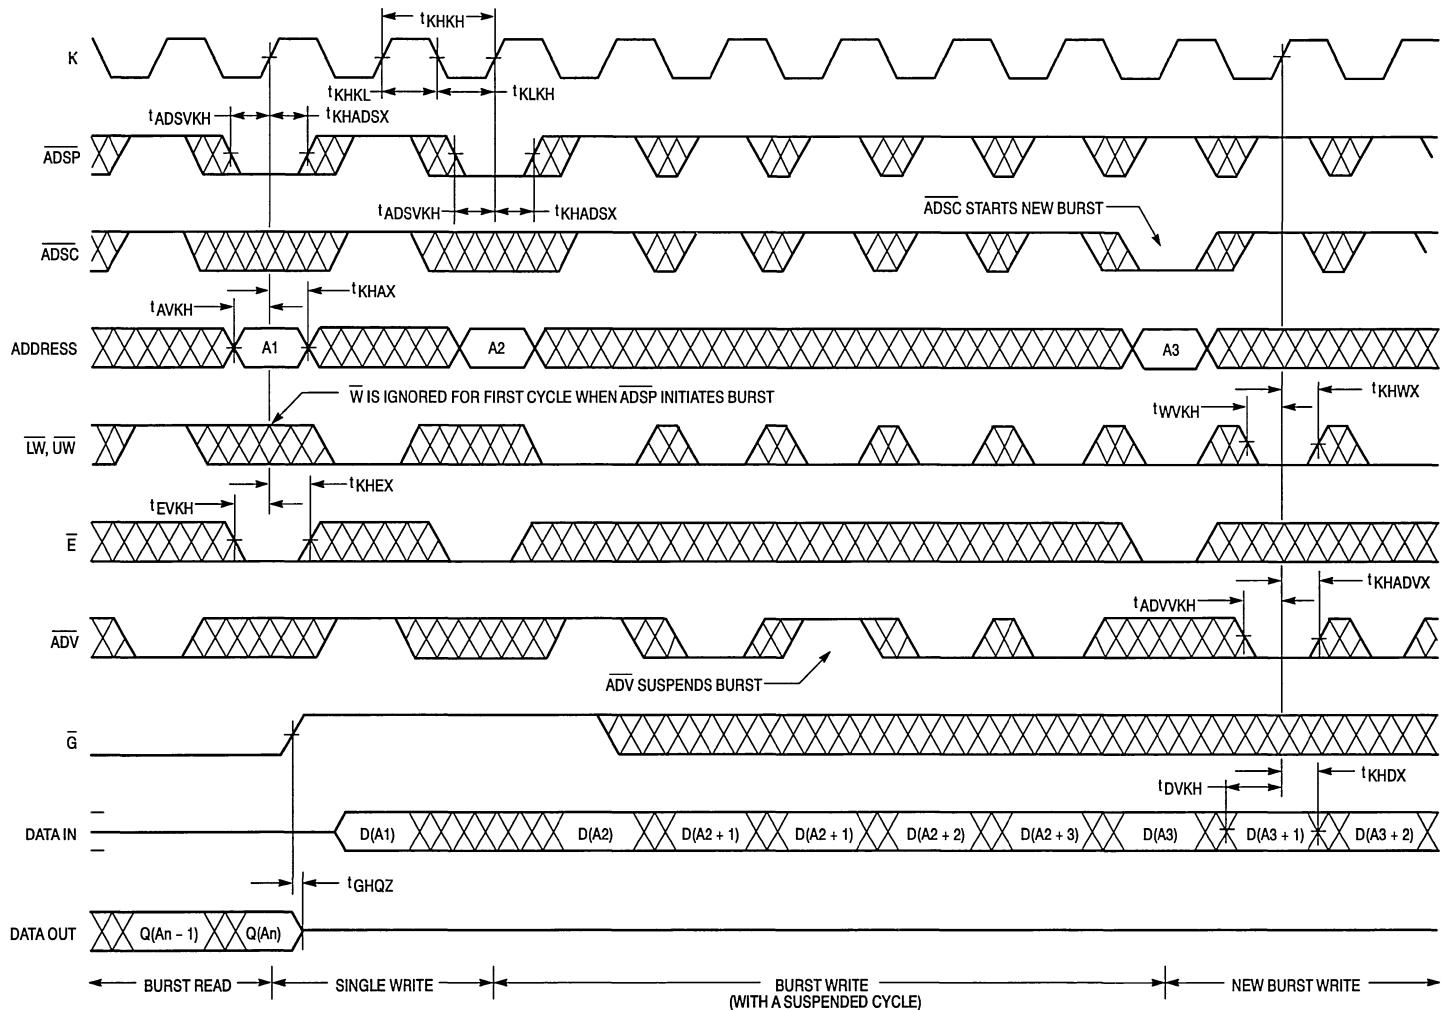 tKHKH
K
tKHKL
tKLKH
tADSVKH
tKHADSX
ADSP
tADSVKH
tKHADSX
ADSC STARTS NEW BURST
ADSC
tKHAX
tAVKH
ADDRESS
A1
A2
A3
W IS IGNORED FOR FIRST CYCLE WHEN ADSP INITIATES BURST
tKHWX
tWVKH
LW, UW
tKHEX
tEVKH
E
tKHADVX
tADVVKH
ADV
ADV SUSPENDS BURST
G
tKHDX
tDVKH
DATA IN
D(A1)
D(A2)
D(A2 + 1)
D(A2 + 1)
D(A2 + 2)
D(A2 + 3)
D(A3)
D(A3 + 1)
D(A3 + 2)
tGHQZ
DATA OUT
Q(An – 1)
Q(An)
BURST READ
SINGLE WRITE
BURST WRITE
(WITH A SUSPENDED CYCLE)
NEW BURST WRITE